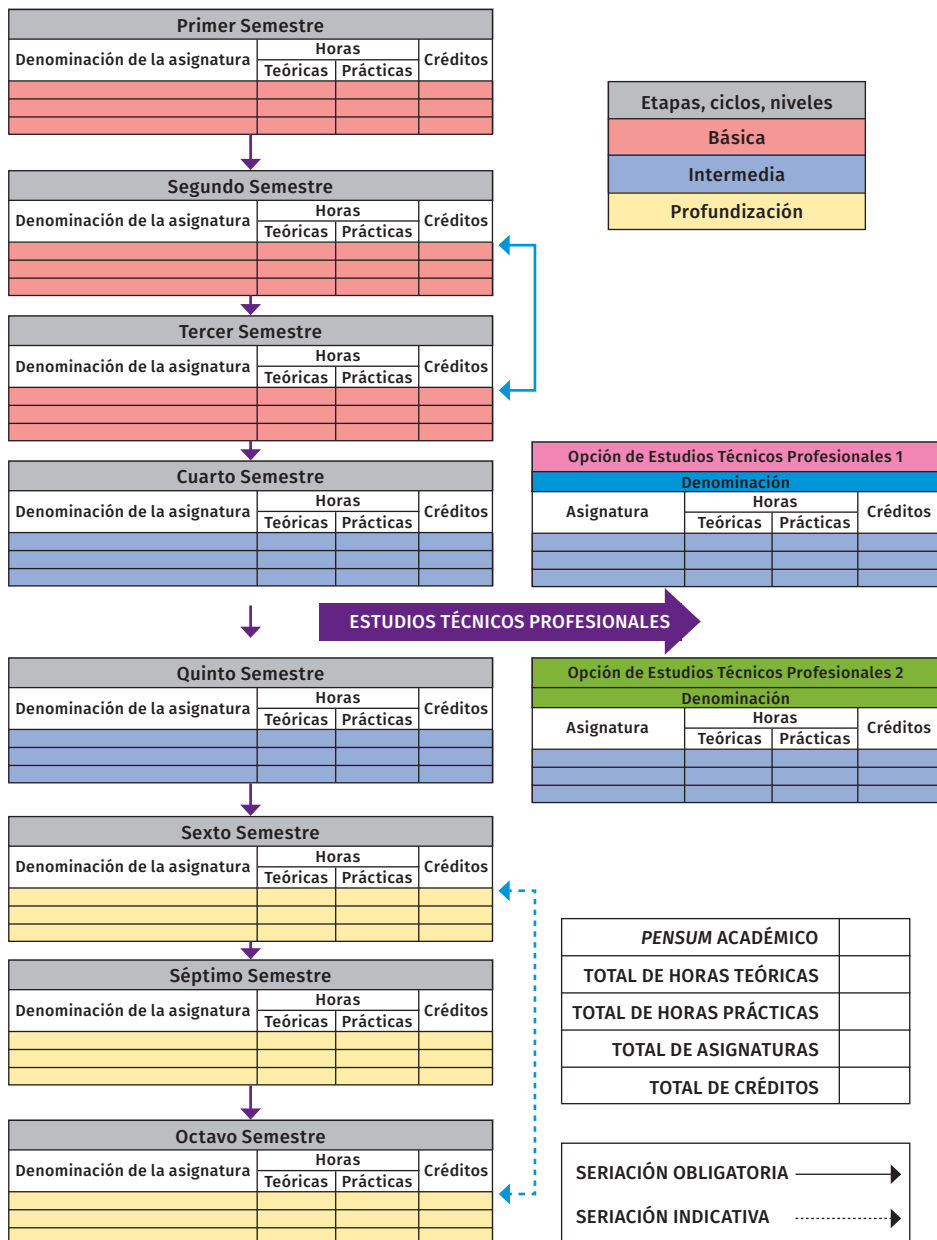 Primer Semestre
Denominación de la asignatura Horas Créditos
Teóricas Prácticas
Etapas, ciclos, niveles
Básica
Intermedia
Profundización
Segundo Semestre
Denominación de la asignatura Horas Créditos
Teóricas Prácticas
Tercer Semestre
Denominación de la asignatura Horas Créditos
Teóricas Prácticas
Cuarto Semestre
Denominación de la asignatura Horas Créditos
Teóricas Prácticas
Opción de Estudios Técnicos Profesionales 1
Denominación
Asignatura Horas Créditos
Teóricas Prácticas
ESTUDIOS TÉCNICOS PROFESIONALES
Quinto Semestre
Denominación de la asignatura Horas Créditos
Teóricas Prácticas
Opción de Estudios Técnicos Profesionales 2
Denominación
Asignatura Horas Créditos
Teóricas Prácticas
Sexto Semestre
Denominación de la asignatura Horas Créditos
Teóricas Prácticas
Séptimo Semestre
Denominación de la asignatura Horas Créditos
Teóricas Prácticas
PENSUM ACADÉMICO
TOTAL DE HORAS TEÓRICAS
TOTAL DE HORAS PRÁCTICAS
TOTAL DE ASIGNATURAS
TOTAL DE CRÉDITOS
Octavo Semestre
Denominación de la asignatura Horas Créditos
Teóricas Prácticas
SERIACIÓN OBLIGATORIA
SERIACIÓN INDICATIVA